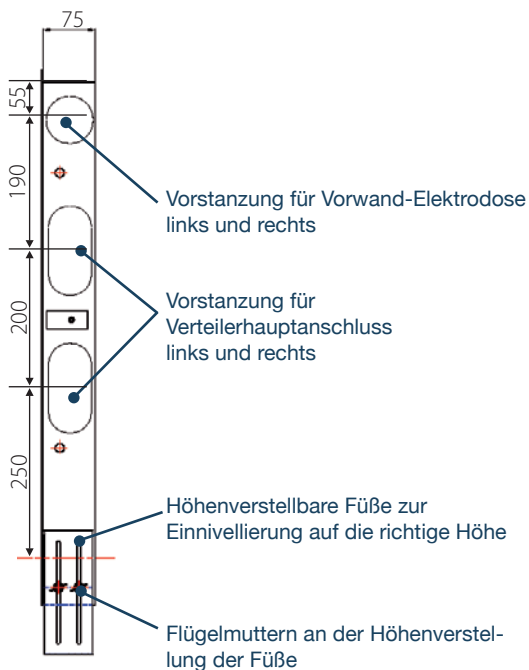 75
55
190
Vorstanzung für Vorwand-Elektrodose
links und rechts
200
Vorstanzung für
Verteilerhauptanschluss
links und rechts
250
Höhenverstellbare Füße zur
Einnivellierung auf die richtige Höhe
Flügelmuttern an der Höhenverstel-
lung der Füße